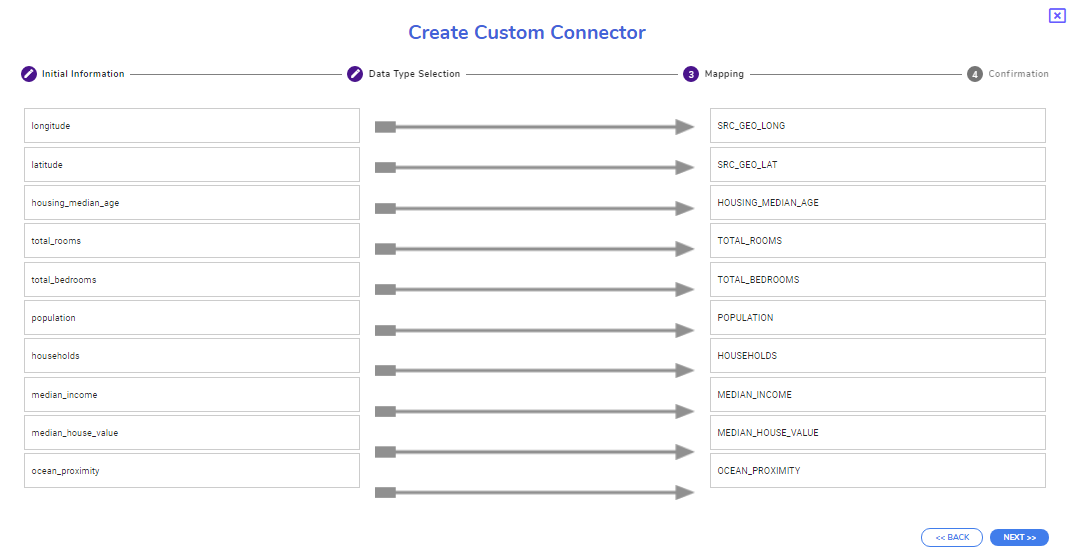 Create Custom Connector
Initial Information
Data Type Selection
3 Mapping
4 Confirmation
longitude SRC_GEO_LONG
latitude SRC_GEO_LAT
housing_median_age HOUSING_MEDIAN_AGE
total_rooms TOTAL_ROOMS
total_bedrooms TOTAL_BEDROOMS
population POPULATION
households HOUSEHOLDS
median_income MEDIAN_INCOME
median_house_value MEDIAN_HOUSE_VALUE
ocean_proximity OCEAN_PROXIMITY
<< BACK NEXT >>